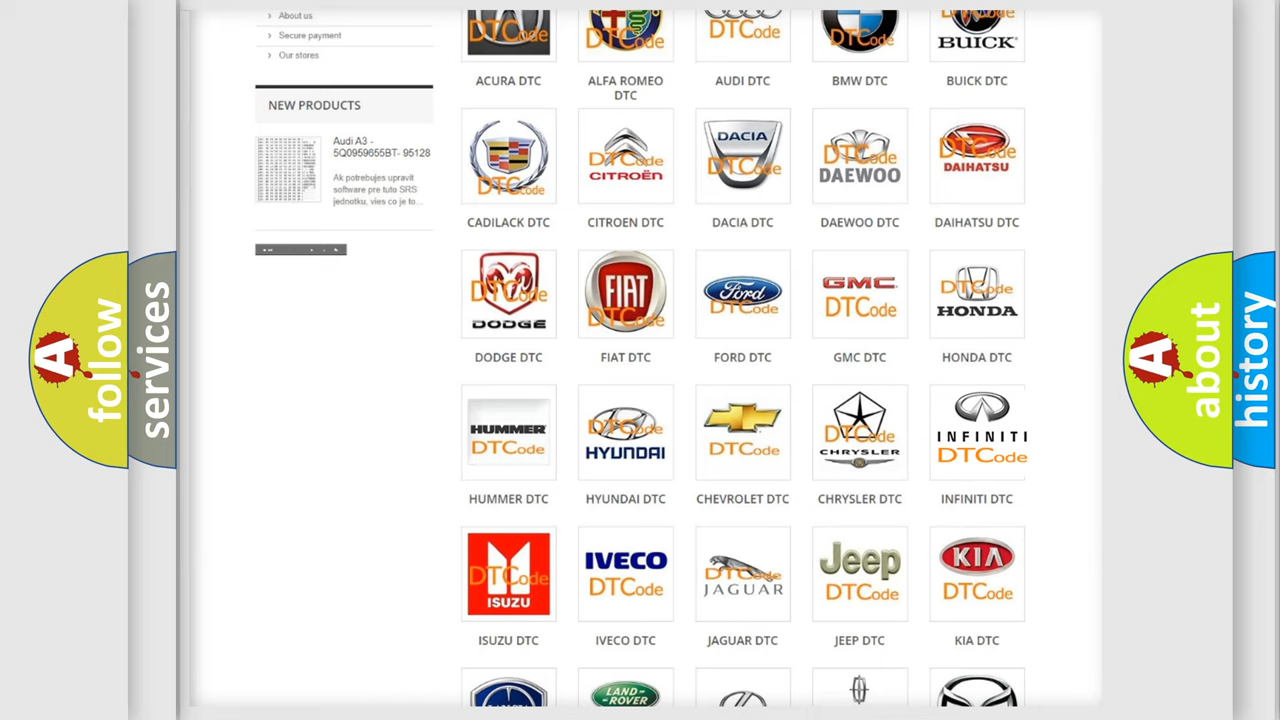 About us
Secure payment
Our stores
NEW PRODUCTS
Audi A3 -
5Q0959655BT- 95128
Ak potrebujes upravit
software pre tuto SRS
jednotku, vies co je to...
DTCode
DTCode
DTCode
DTCode
BUICK
ACURA DTC
ALFA ROMEO
DTC
AUDI DTC
BMW DTC
BUICK DTC
DTCode
DTCode
CITROËN
DACIA
DTCode
DTCode
DAEWOO
DTCode
DAIHATSU
CADILACK DTC
CITROEN DTC
DACIA DTC
DAEWOO DTC
DAIHATSU DTC
DTCode
DODGE
FIAT
DTCode
Ford
DTCode
GMC
DTCode
DTCode
HONDA
DODGE DTC
FIAT DTC
FORD DTC
GMC DTC
HONDA DTC
HUMMER
DTCode
DTCode
HYUNDAI
DTCode
DTCode
CHRYSLER
INFINITI
DTCode
HUMMER DTC
HYUNDAI DTC
CHEVROLET DTC
CHRYSLER DTC
INFINITI DTC
DTCode
ISUZU
IVECO
DTCode
DTCode
JAGUAR
Jeep
DTCode
KIA
DTCode
ISUZU DTC
IVECO DTC
JAGUAR DTC
JEEP DTC
KIA DTC
LAND-
ROVER
A
follow
services
A
about
history